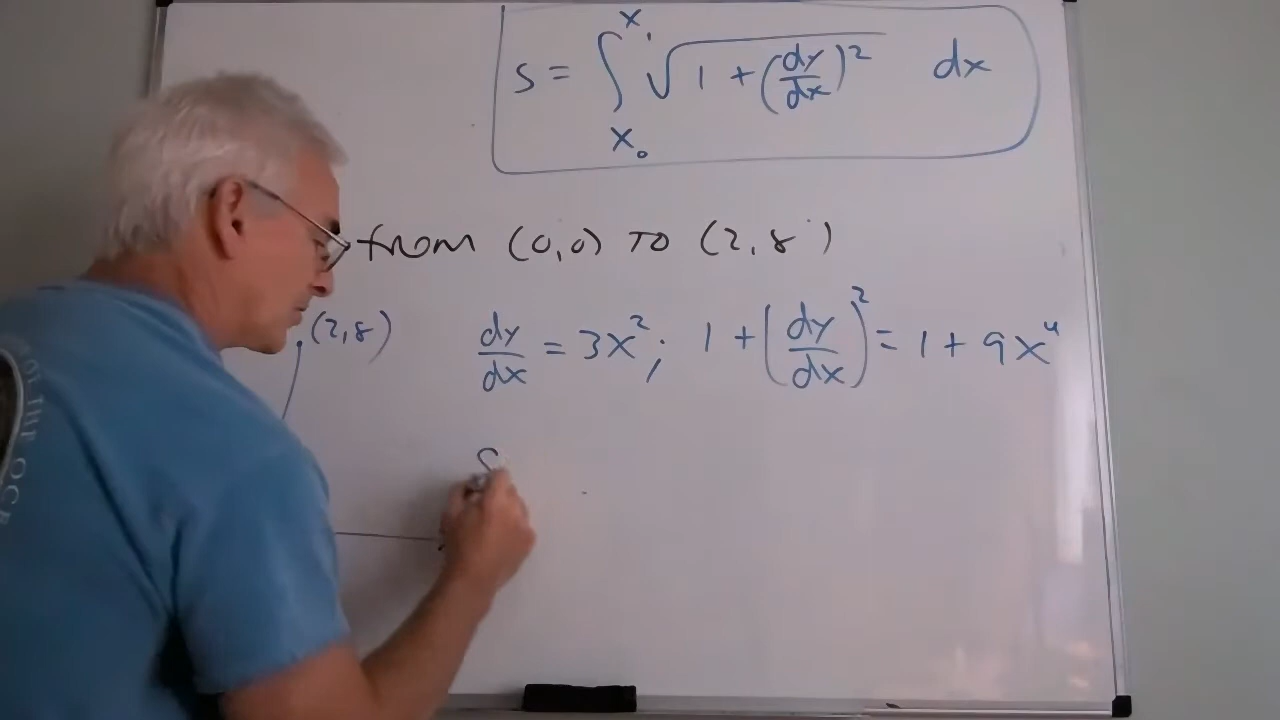 s = ∫_{x₀}^{x₁} √(1 + (dy/dx)²) dx
from (0,0) TO (2,8)
(2,8)
dy/dx = 3x²; 1 + (dy/dx)² = 1 + 9x⁴
S